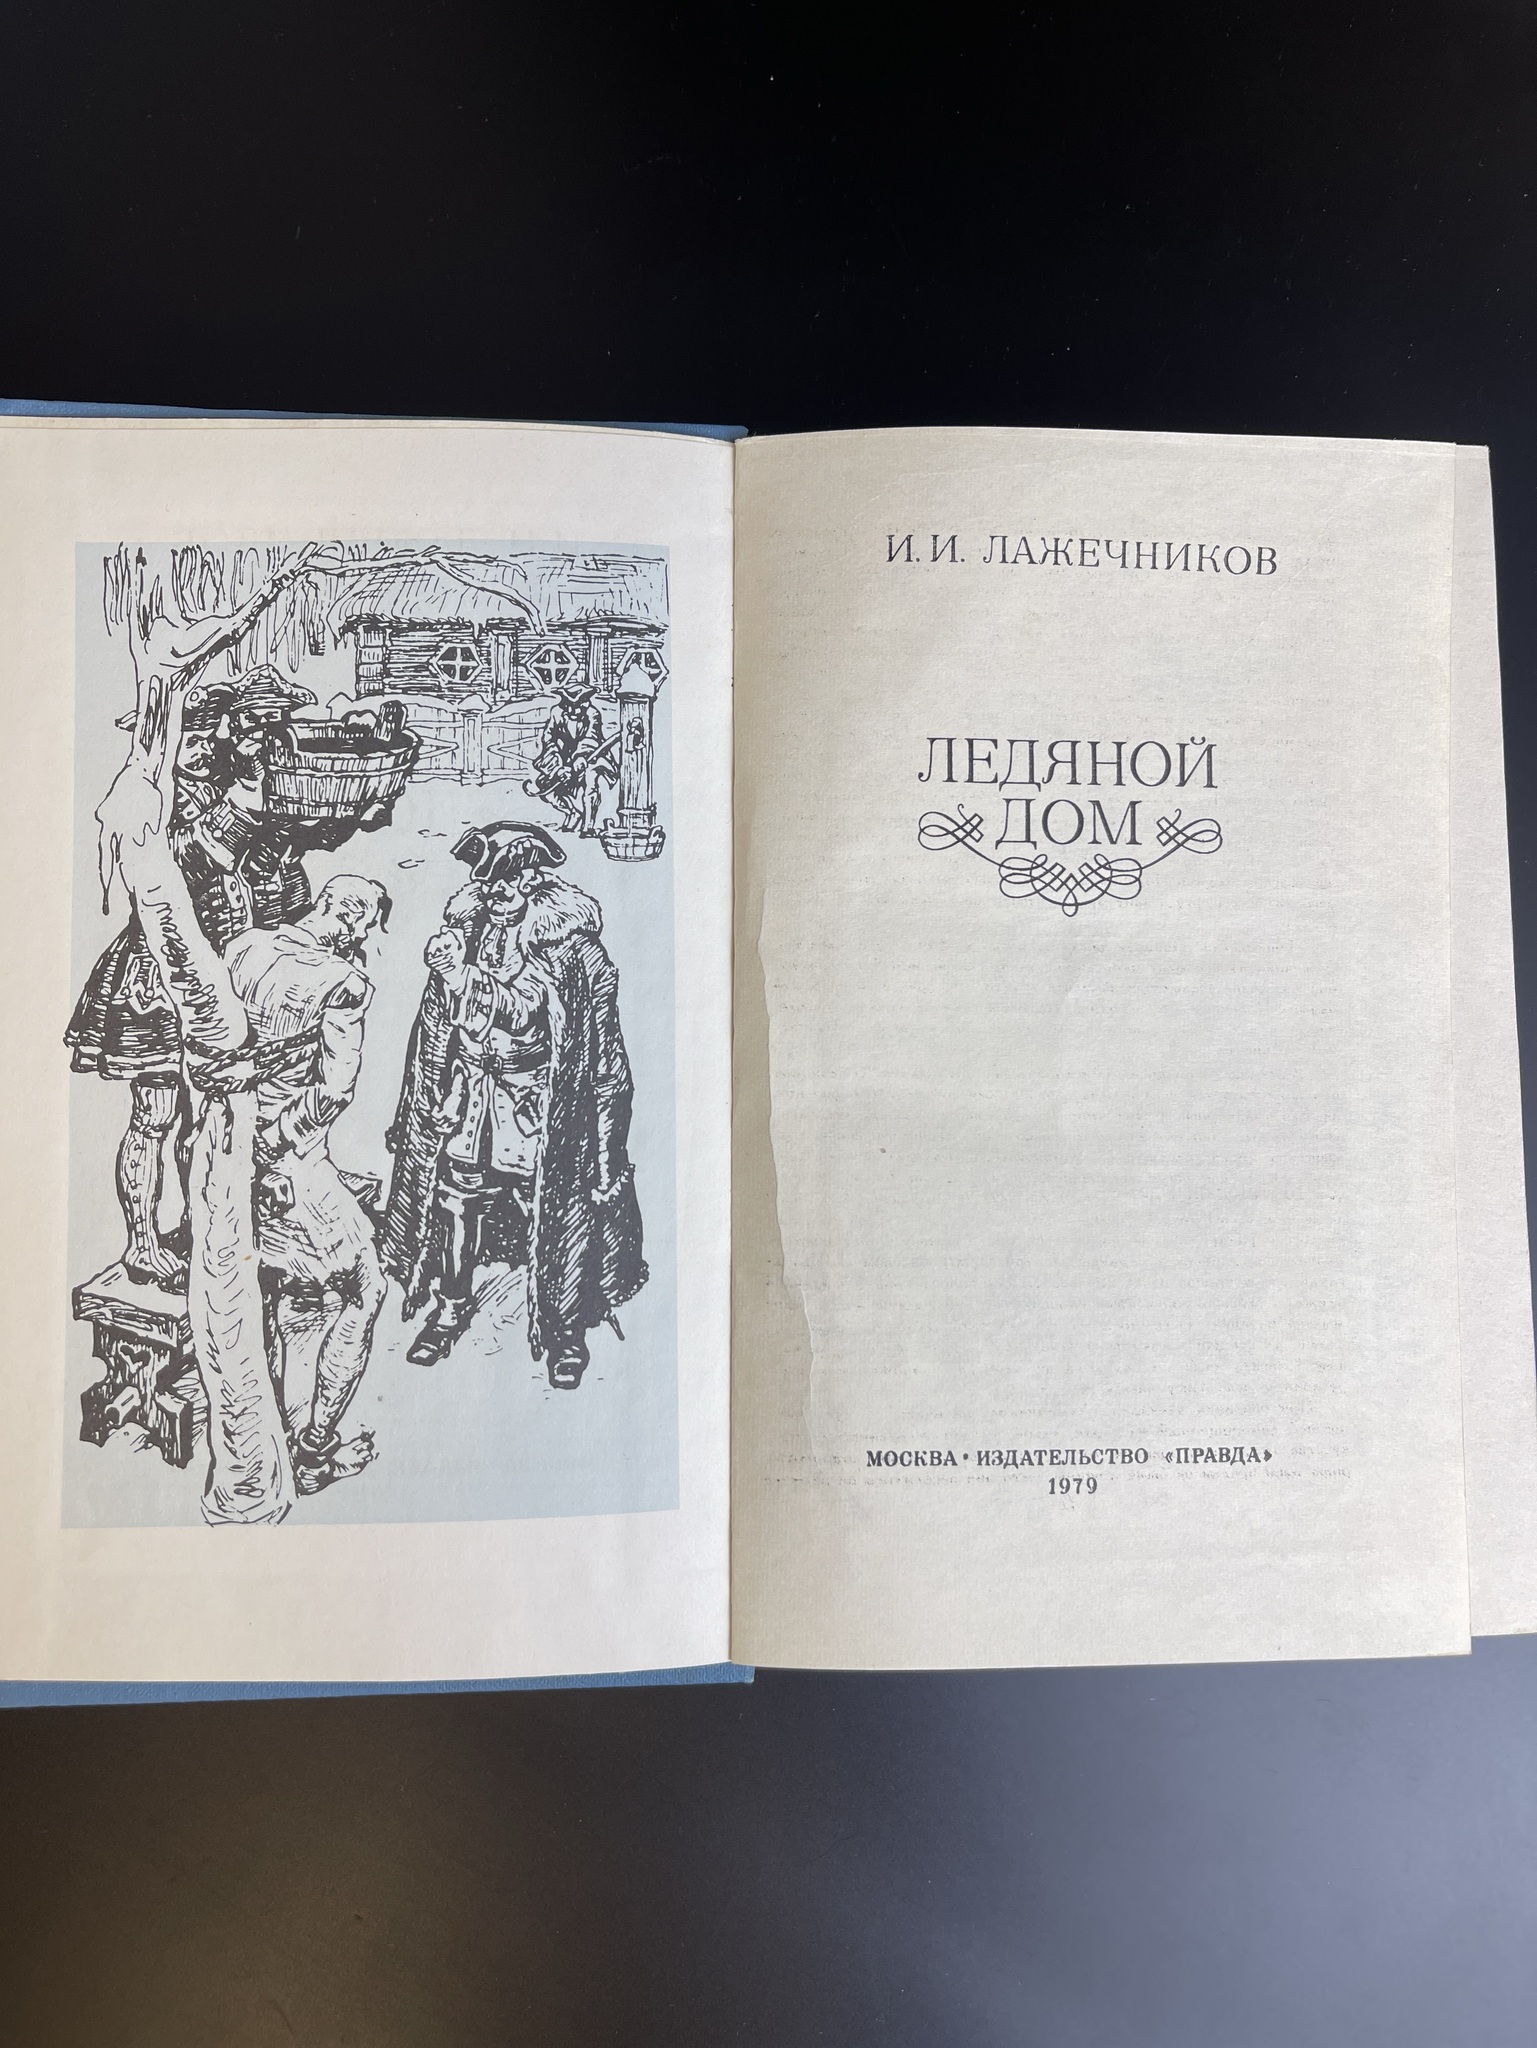 И. И. ЛАЖЕЧНИКОВ
ЛЕДЯНОЙ
ДОМ
МОСКВА • ИЗДАТЕЛЬСТВО «ПРАВДА»
1979